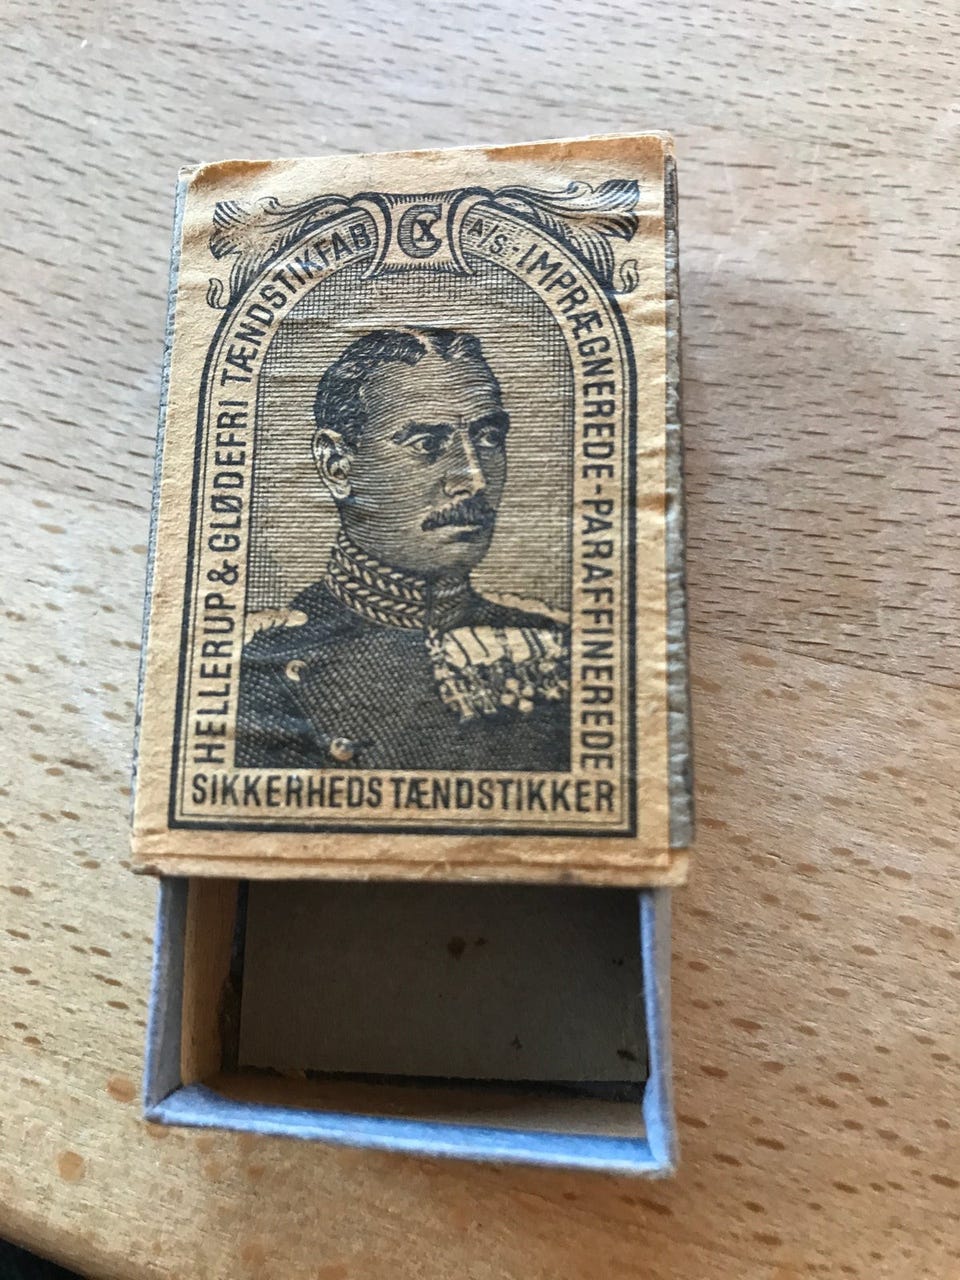 HELLERUP & GLØDEFRI TÆNDSTIKFAB
CX
A/S· IMPRÆGNEREDE-PARAFFINEREDE
SIKKERHEDS TÆNDSTIKKER